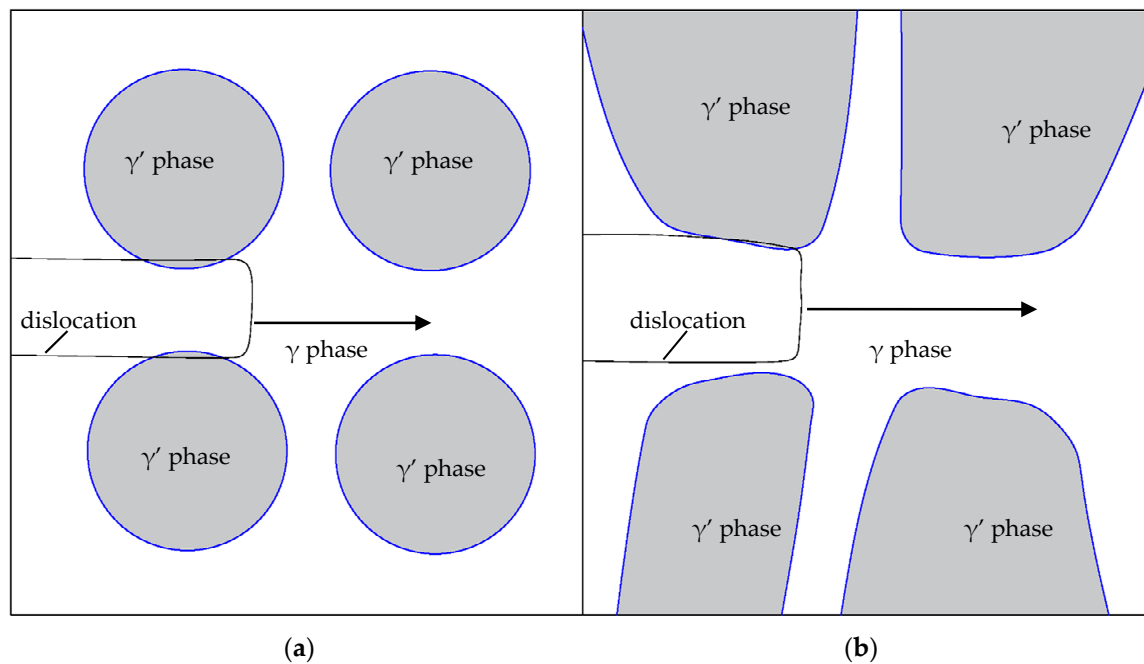 γ′ phase
γ′ phase
dislocation
γ phase
γ′ phase
γ′ phase
(a)
γ′ phase
γ′ phase
dislocation
γ phase
γ′ phase
γ′ phase
(b)